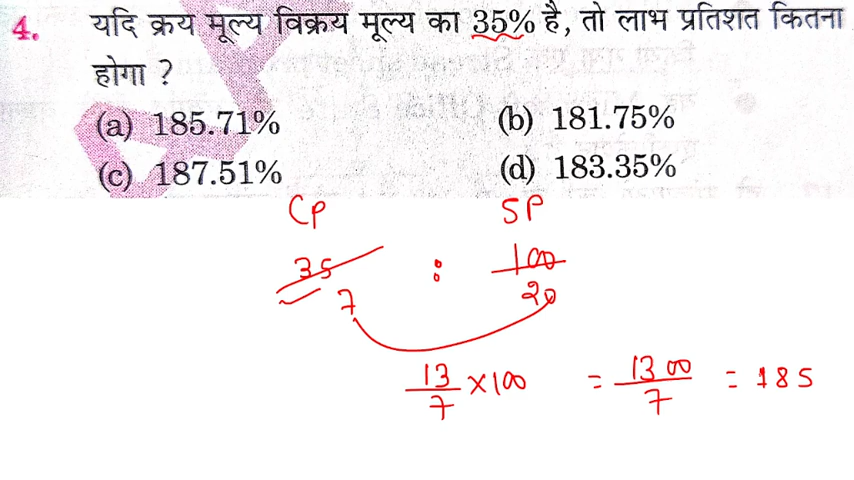 4. यदि क्रय मूल्य विक्रय मूल्य का 35% है, तो लाभ प्रतिशत कितना
होगा ?
(a) 185.71% (b) 181.75%
(c) 187.51% (d) 183.35%
CP SP
35 : 100
7 20
13/7 × 100 = 1300/7 = 185